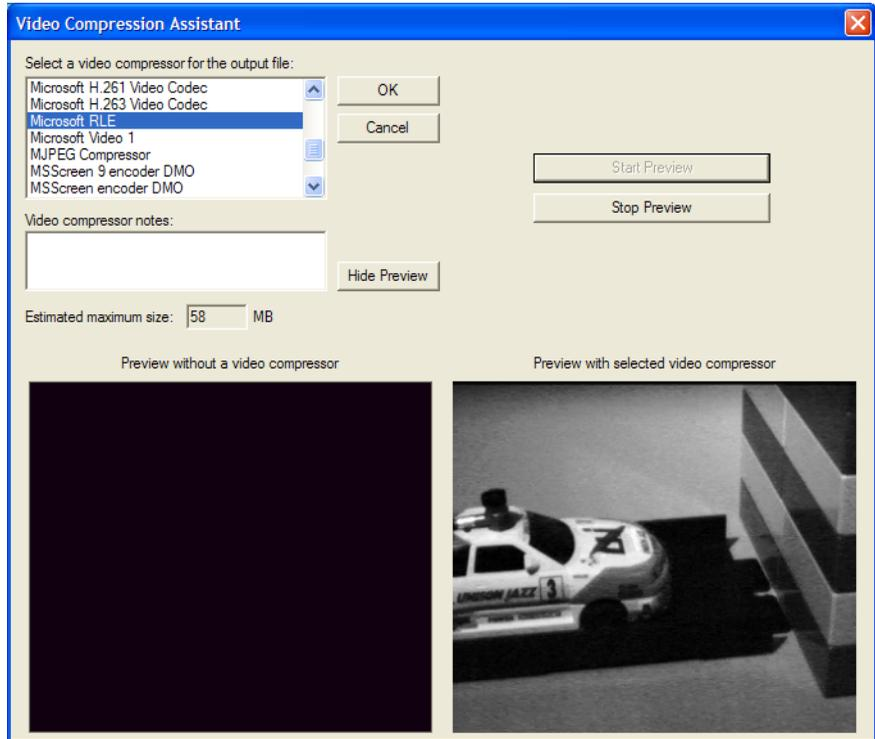 Video Compression Assistant
Select a video compressor for the output file:
Microsoft H.261 Video Codec
Microsoft H.263 Video Codec
Microsoft RLE
Microsoft Video 1
MJPEG Compressor
MSScreen 9 encoder DMO
MSScreen encoder DMO
OK
Cancel
Start Preview
Stop Preview
Video compressor notes:
Hide Preview
Estimated maximum size: 58 MB
Preview without a video compressor
Preview with selected video compressor
UNISON JAZZ 3